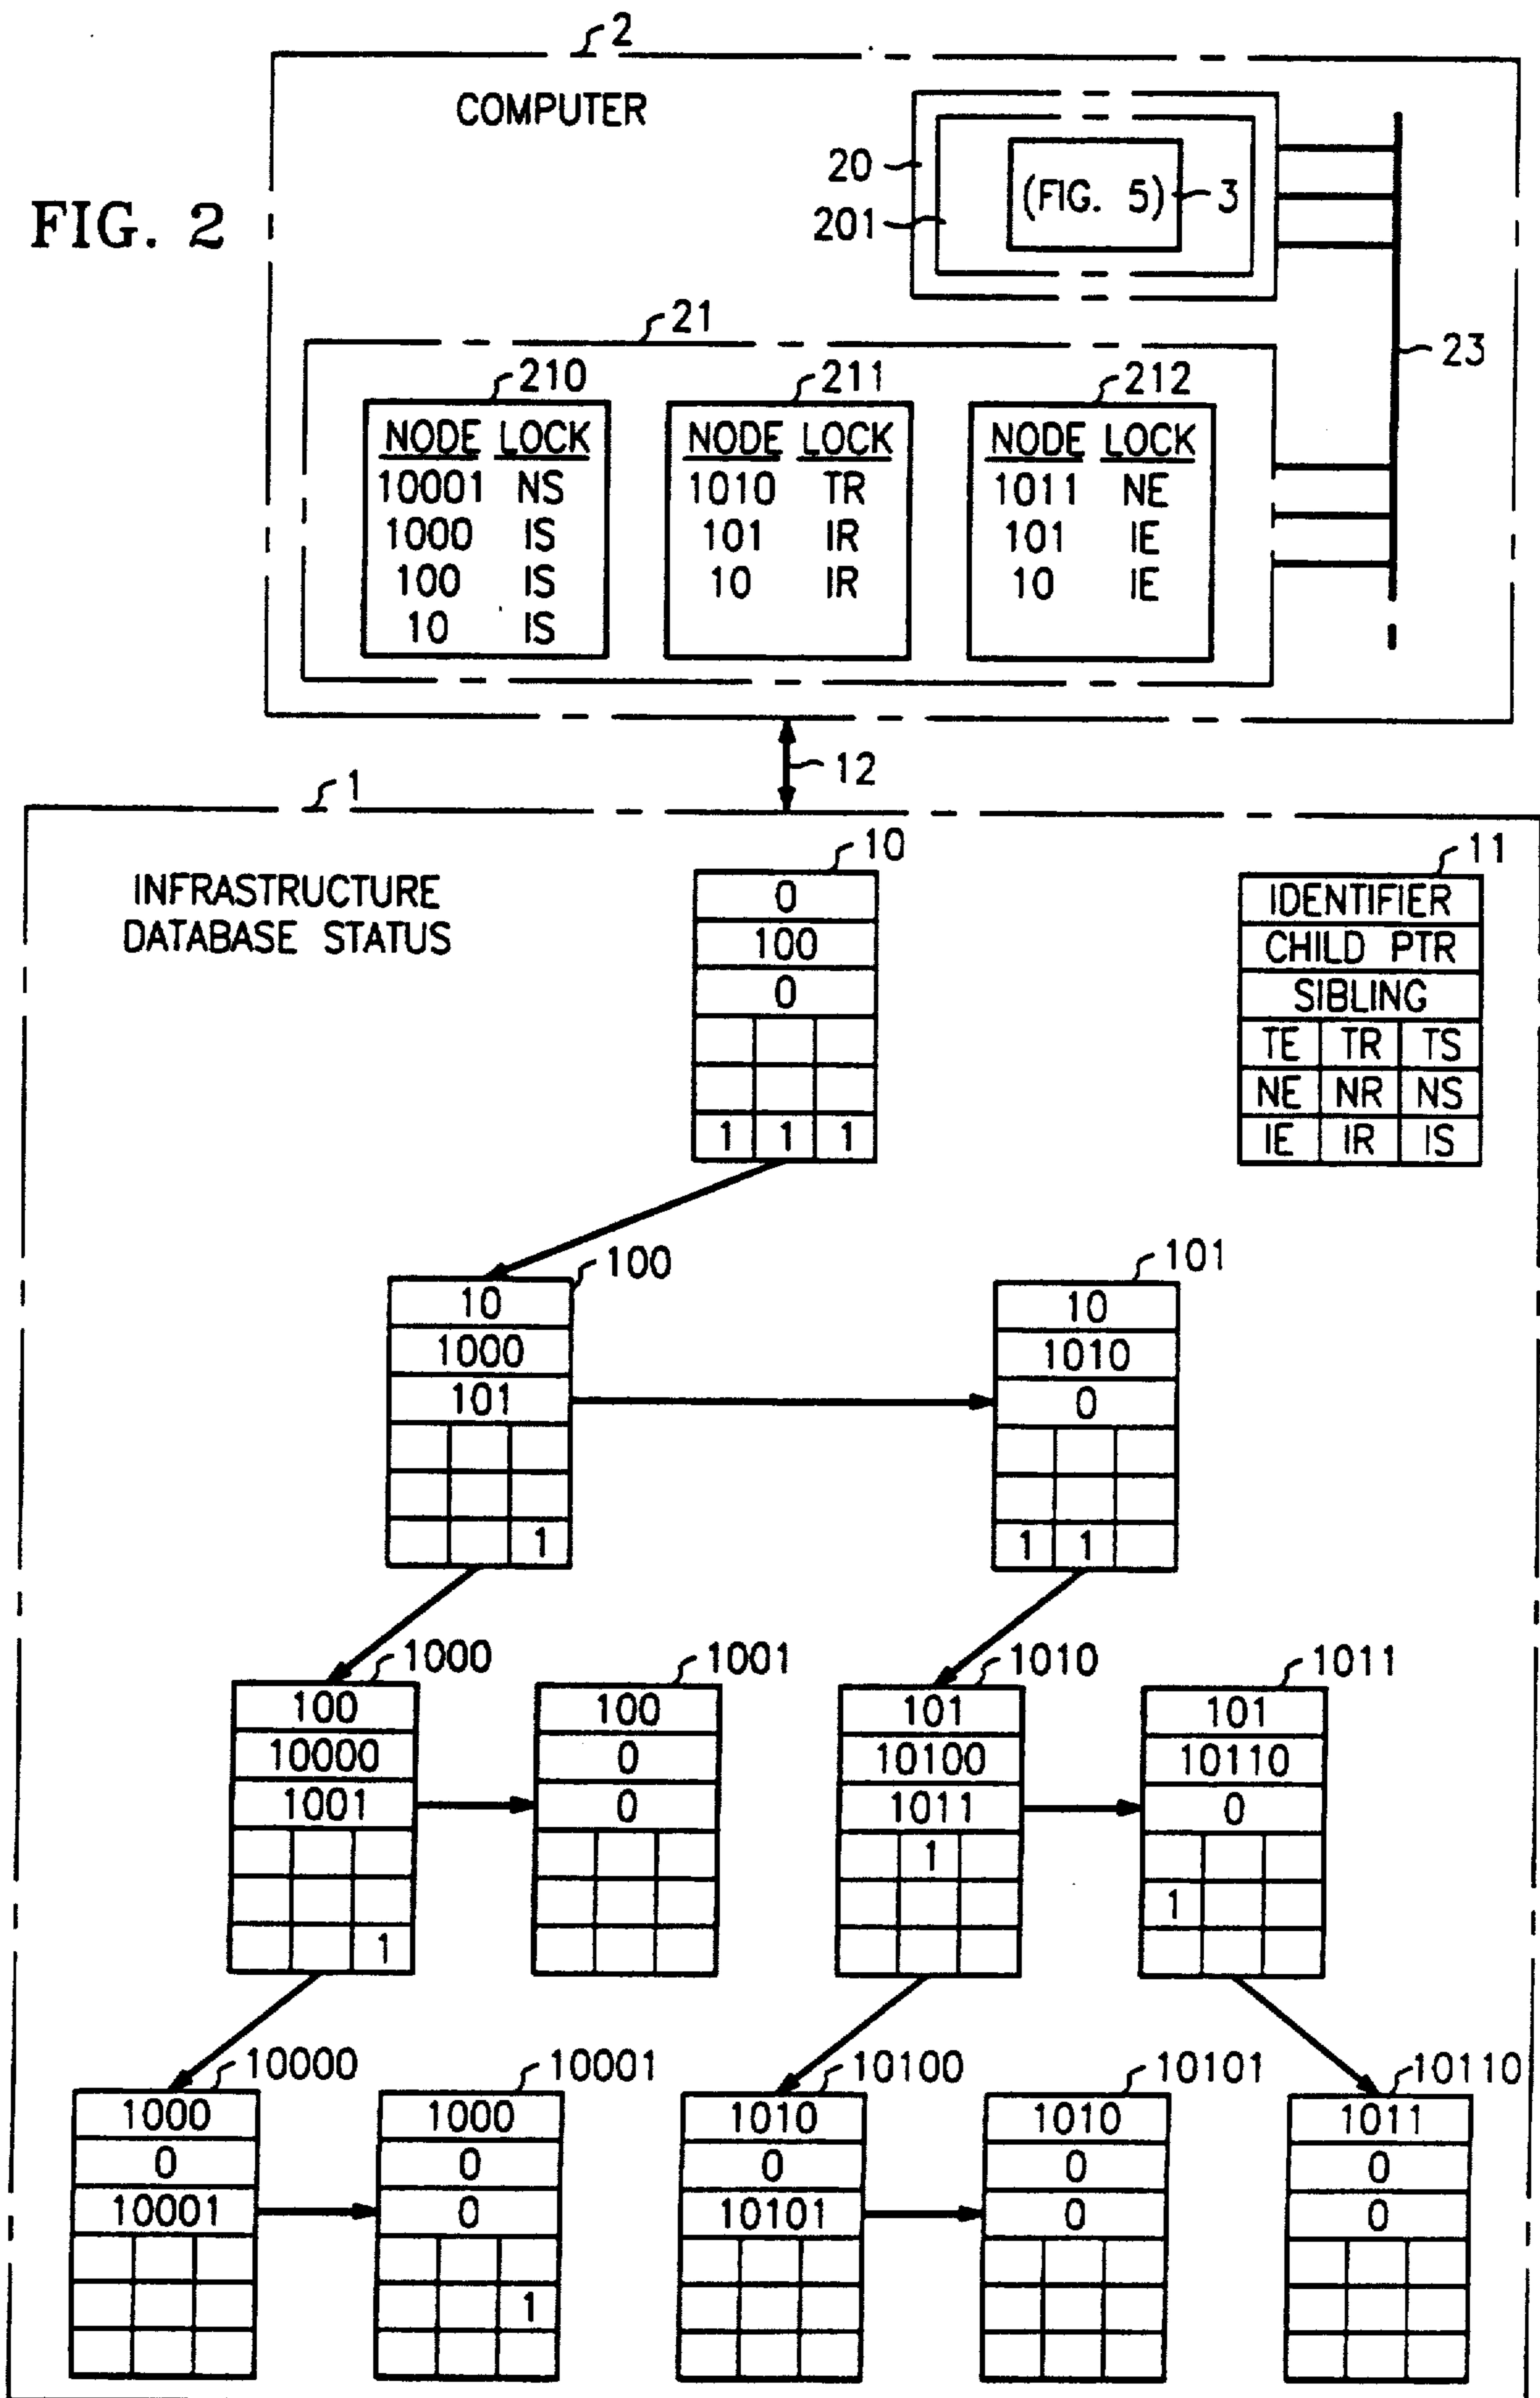 2
COMPUTER
FIG. 2
20
201
(FIG. 5)
3
23
21
210
NODE LOCK
10001 NS
1000 IS
100 IS
10 IS
211
NODE LOCK
1010 TR
101 IR
10 IR
212
NODE LOCK
1011 NE
101 IE
10 IE
12
1
INFRASTRUCTURE
DATABASE STATUS
10
0
100
0
1 1 1
11
IDENTIFIER
CHILD PTR
SIBLING
TE TR TS
NE NR NS
IE IR IS
100
10
1000
101
1
101
10
1010
0
1 1
1000
100
10000
1001
1
1001
100
0
0
1010
101
10100
1011
1
1011
101
10110
0
1
10000
1000
0
10001
10001
1000
0
0
1
10100
1010
0
10101
10101
1010
0
0
10110
1011
0
0